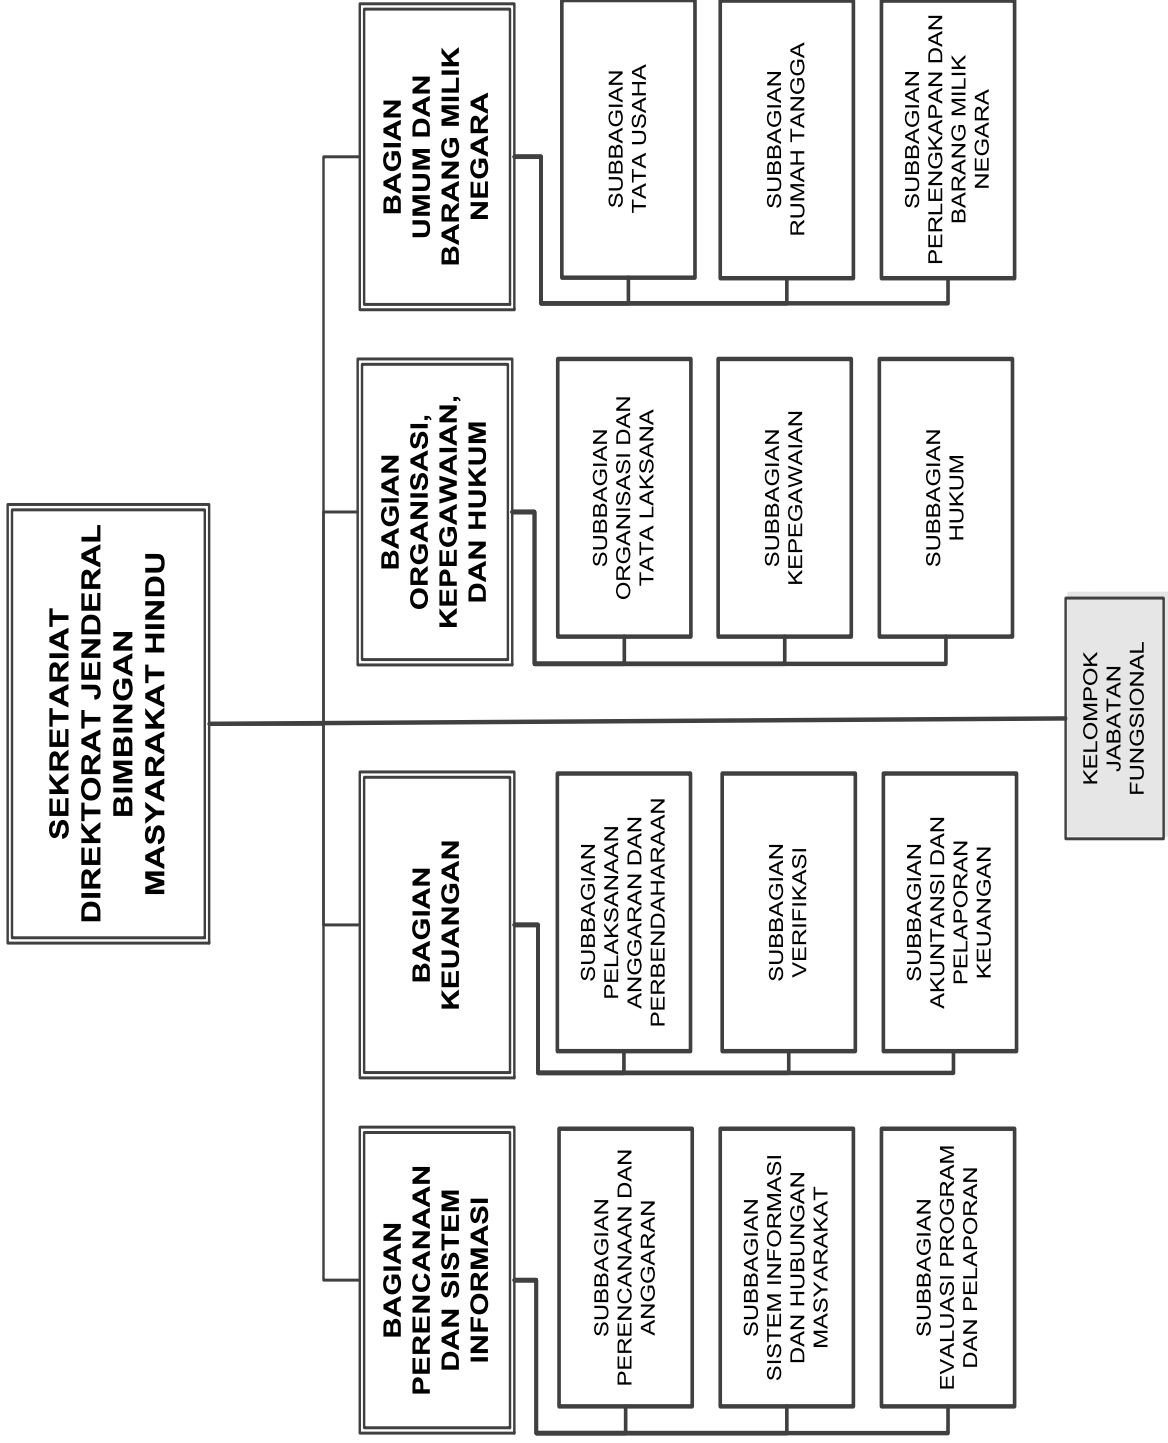 SEKRETARIAT
DIREKTORAT JENDERAL
BIMBINGAN
MASYARAKAT HINDU
BAGIAN
PERENCANAAN
DAN SISTEM
INFORMASI
SUBBAGIAN
PERENCANAAN DAN
ANGGARAN
SUBBAGIAN
SISTEM INFORMASI
DAN HUBUNGAN
MASYARAKAT
SUBBAGIAN
EVALUASI PROGRAM
DAN PELAPORAN
BAGIAN
KEUANGAN
SUBBAGIAN
PELAKSANAAN
ANGGARAN DAN
PERBENDAHARAAN
SUBBAGIAN
VERIFIKASI
SUBBAGIAN
AKUNTANSI DAN
PELAPORAN
KEUANGAN
BAGIAN
ORGANISASI,
KEPEGAWAIAN,
DAN HUKUM
SUBBAGIAN
ORGANISASI DAN
TATA LAKSANA
SUBBAGIAN
KEPEGAWAIAN
SUBBAGIAN
HUKUM
BAGIAN
UMUM DAN
BARANG MILIK
NEGARA
SUBBAGIAN
TATA USAHA
SUBBAGIAN
RUMAH TANGGA
SUBBAGIAN
PERLENGKAPAN DAN
BARANG MILIK
NEGARA
KELOMPOK
JABATAN
FUNGSIONAL